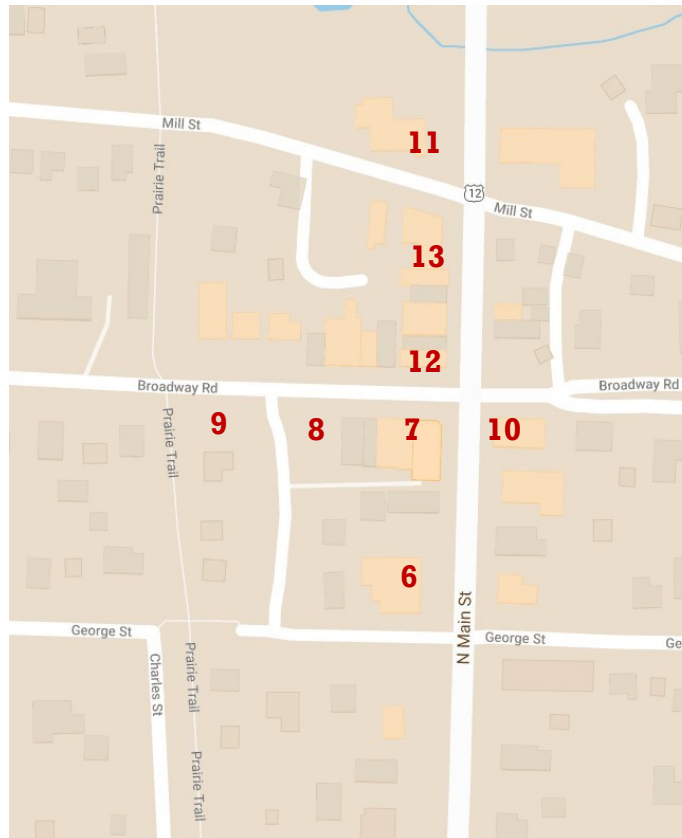 Mill St
11
Prairie Trail
12
Mill St
13
12
Broadway Rd
Broadway Rd
9
8
7
10
Prairie Trail
6
N Main St
George St
George St
Ge
Prairie Trail
Charles St
Prairie Trail